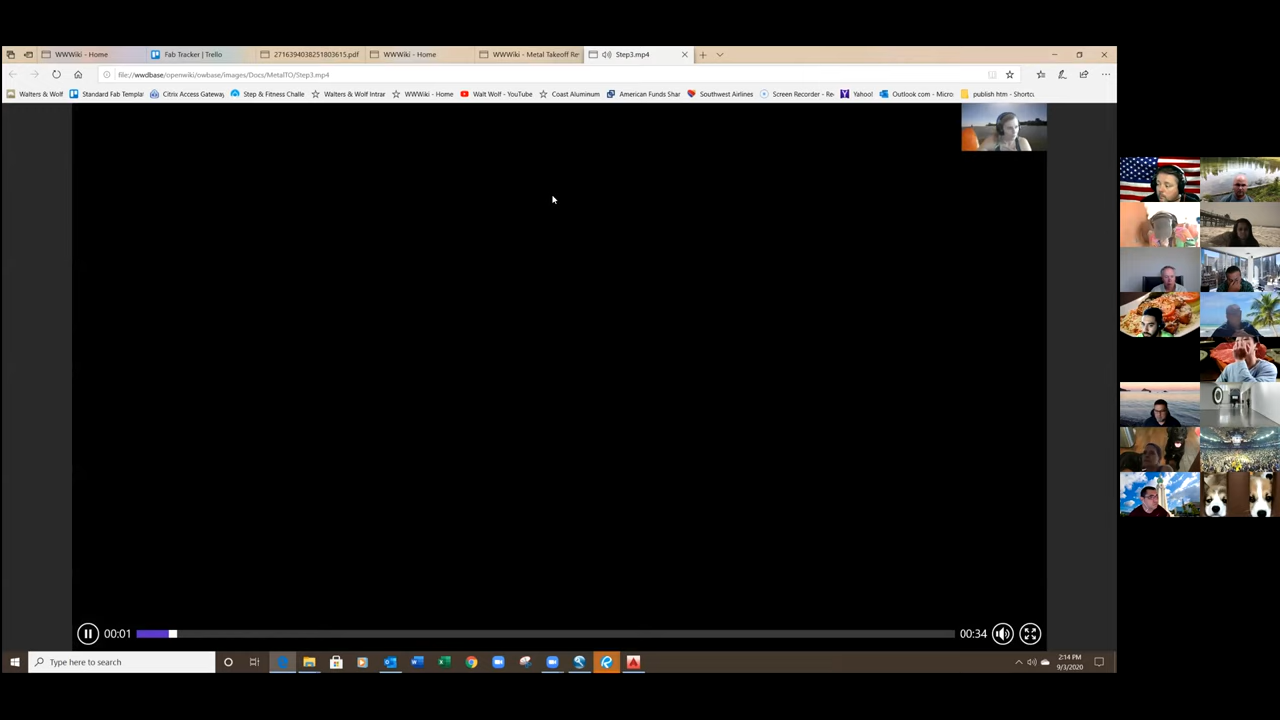 WWWiki - Home
Fab Tracker | Trello
2716394038251803615.pdf
WWWiki - Home
WWWiki - Metal Takeoff Re
Step3.mp4
file://wwdbase/openwiki/owbase/images/Docs/MetalTO/Step3.mp4
Walters & Wolf
Standard Fab Templat
Citrix Access Gateway
Step & Fitness Challe
Walters & Wolf Intrar
WWWiki - Home
Wait Wolf - YouTube
Coast Aluminum
American Funds Shar
Southwest Airlines
Screen Recorder - Re
Yahoo!
Outlook com - Micro
publish htm - Shortc
00:01
00:34
Type here to search
2:14 PM
9/3/2020